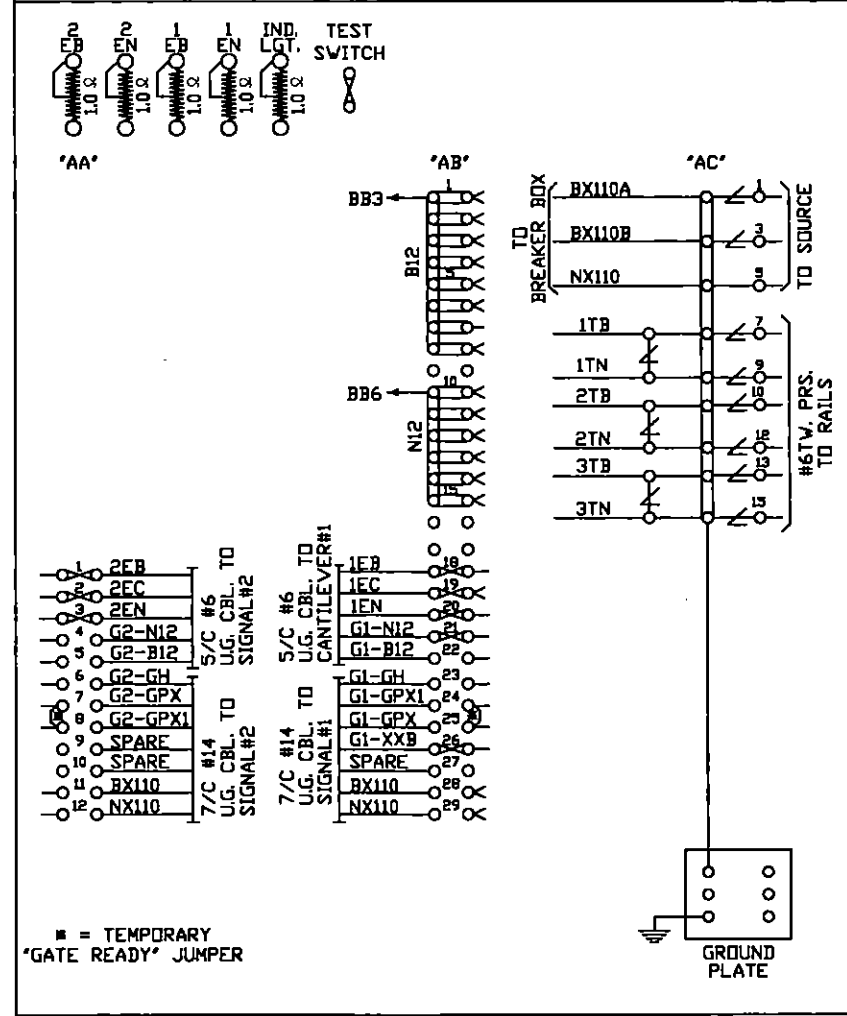 2 EB
2 EN
1 EB
1 EN
IND. LGT.
TEST SWITCH
1.0 Ω
1.0 Ω
1.0 Ω
1.0 Ω
1.0 Ω
"AA"
"AB"
"AC"
BB3
1
B12
5
BB6
10
N12
15
TO BREAKER BOX
BX110A
1
BX110B
3
NX110
5
TO SOURCE
1TB
7
1TN
9
2TB
10
2TN
12
3TB
13
3TN
15
#6TW. PRS. TO RAILS
1 2EB
2 2EC
3 2EN
4 G2-N12
5 G2-B12
6 G2-GH
7 G2-GPX
8 G2-GPX1
9 SPARE
10 SPARE
11 BX110
12 NX110
5/C #6
U.G. CBL. TO
SIGNAL#2
7/C #14
U.G. CBL. TO
SIGNAL#2
5/C #6
U.G. CBL. TO
CANTILEVER#1
7/C #14
U.G. CBL. TO
SIGNAL#1
1EB 18
1EC 19
1EN 20
G1-N12 21
G1-B12 22
G1-GH 23
G1-GPX1 24
G1-GPX 25
G1-XXB 26
SPARE 27
BX110 28
NX110 29
* = TEMPORARY
"GATE READY" JUMPER
GROUND
PLATE